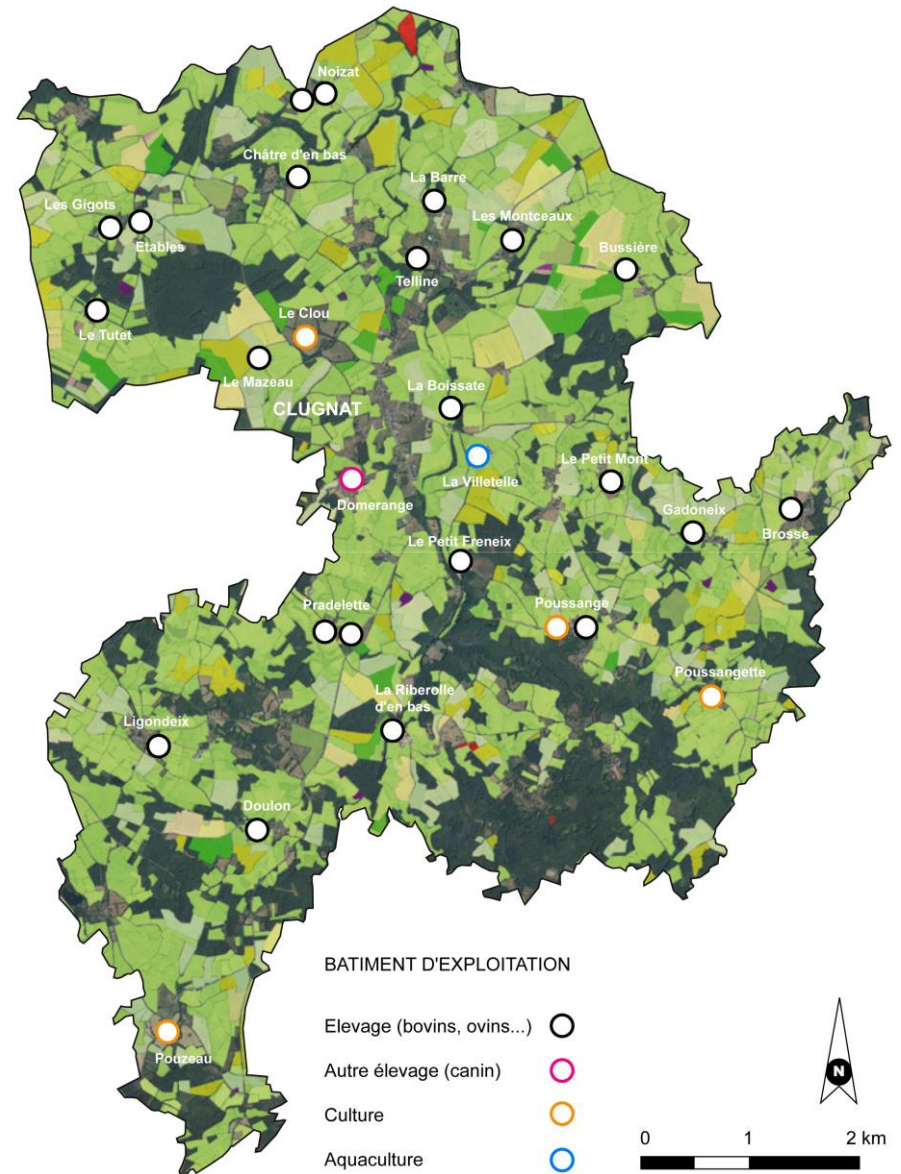 Noizat
Châtre d'en bas
La Barre
Les Gigots
Les Montceaux
Etables
Bussière
Telline
Le Clou
Le Tutet
Le Mazeau
La Boissate
CLUGNAT
Le Petit Mont
La Villetelle
Domerange
Gadoneix
Brosse
Le Petit Freneix
Pradelette
Poussange
Poussangette
La Riberolle
d'en bas
Ligondeix
Doulon
Pouzeau
BATIMENT D'EXPLOITATION
Elevage (bovins, ovins...)
Autre élevage (canin)
Culture
Aquaculture
N
0 1 2 km